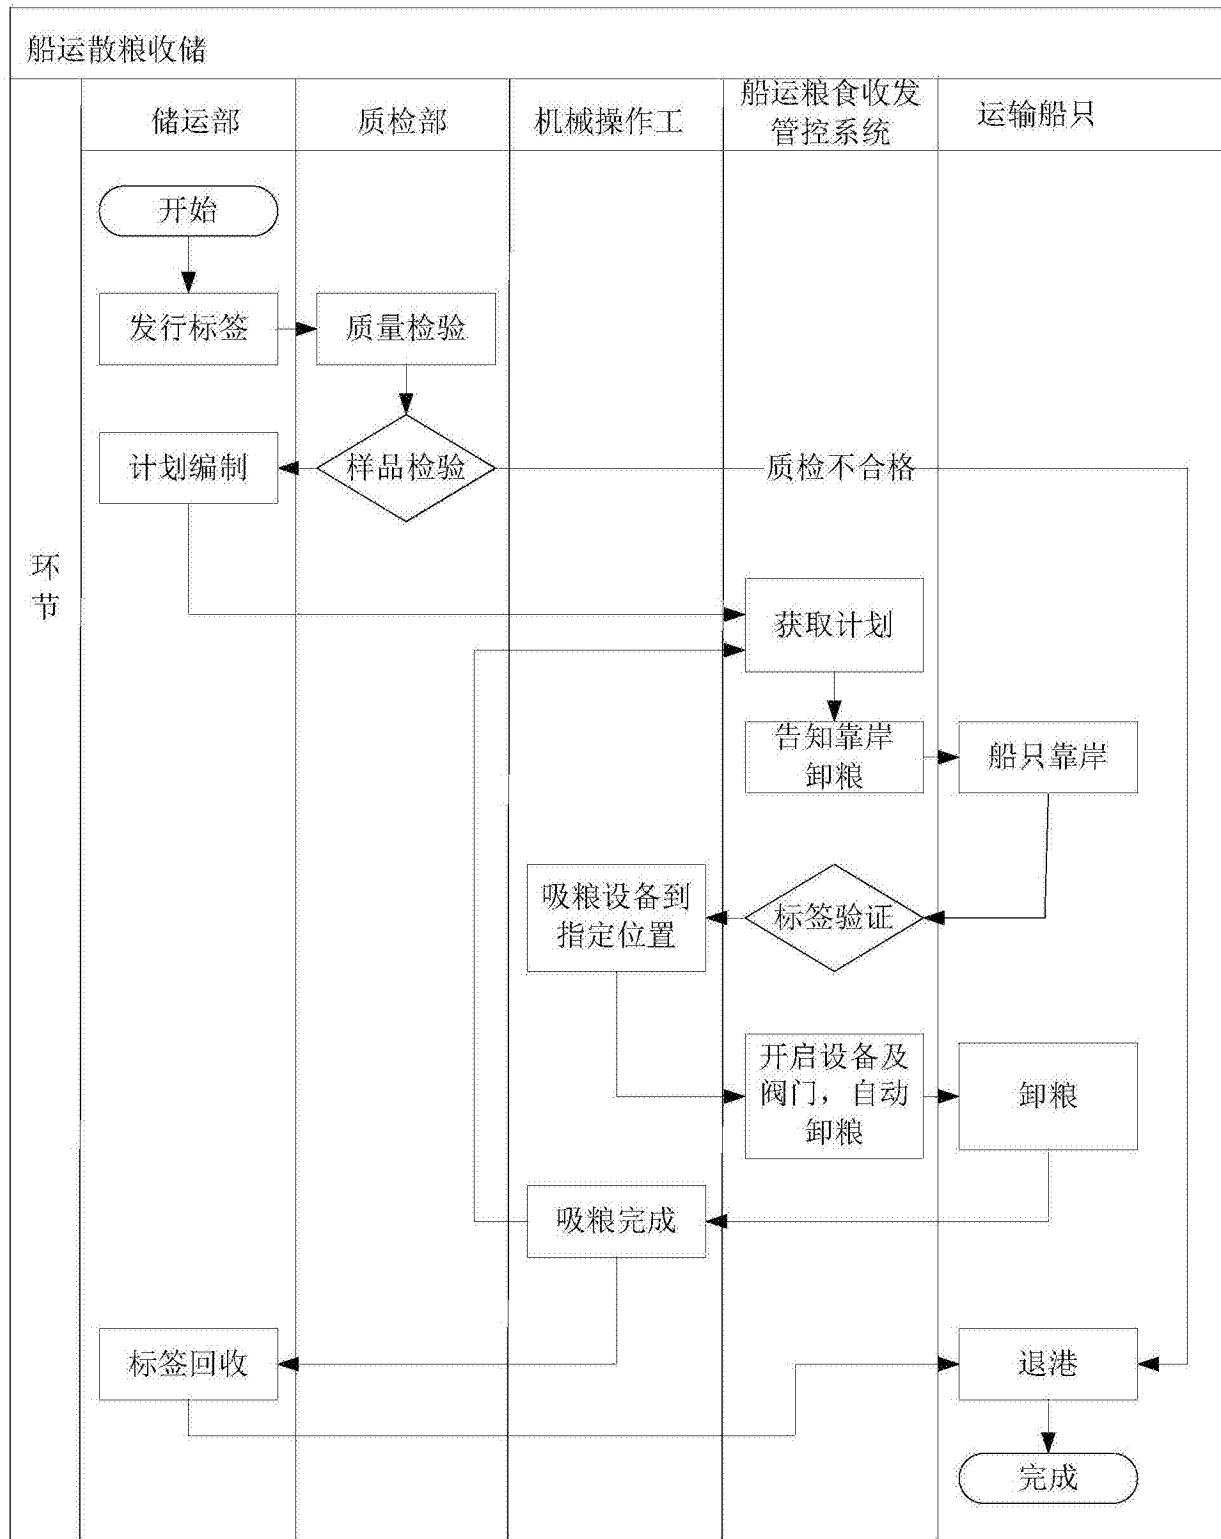 船运散粮收储
储运部
质检部
机械操作工
船运粮食收发
管控系统
运输船只
环
节
开始
发行标签
质量检验
计划编制
样品检验
质检不合格
获取计划
告知靠岸
卸粮
船只靠岸
吸粮设备到
指定位置
标签验证
开启设备及
阀门，自动
卸粮
卸粮
吸粮完成
标签回收
退港
完成